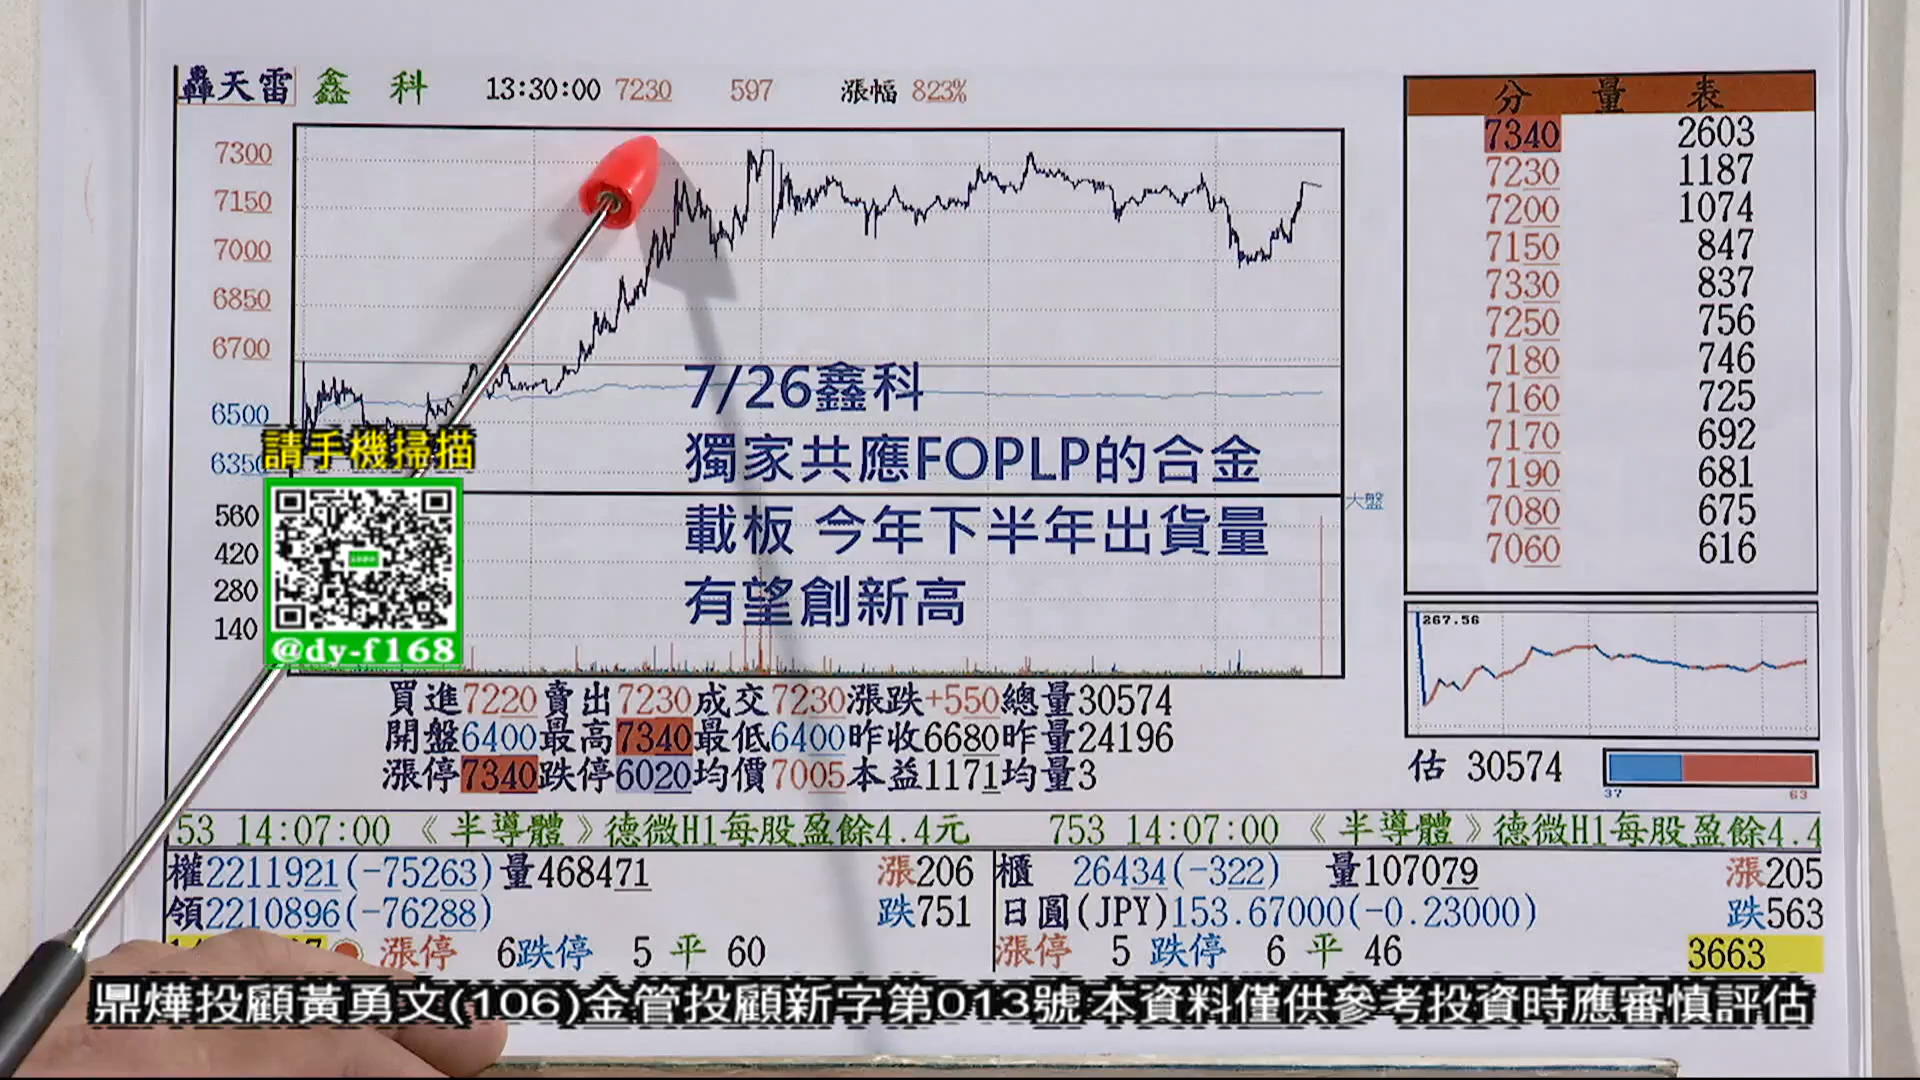 轟天雷 鑫 科 13:30:00 7230 597 漲幅 823%
7300
7150
7000
6850
6700
6500
6350
560
420
280
140
大盤
7/26鑫科
獨家共應FOPLP的合金
載板 今年下半年出貨量
有望創新高
請手機掃描
@dy-f168
分 量 表
7340 2603
7230 1187
7200 1074
7150 847
7330 837
7250 756
7180 746
7160 725
7170 692
7190 681
7080 675
7060 616
267.56
估 30574
37 63
買進7220賣出7230成交7230漲跌+550總量30574
開盤6400最高7340最低6400昨收6680昨量24196
漲停7340跌停6020均價7005本益1171均量3
53 14:07:00 《半導體》德微H1每股盈餘4.4元 753 14:07:00 《半導體》德微H1每股盈餘4.4
權2211921(-75263)量468471 漲206 櫃 26434(-322) 量107079 漲205
領2210896(-76288) 跌751 日圓(JPY)153.67000(-0.23000) 跌563
漲停 6跌停 5 平 60 漲停 5 跌停 6 平 46 3663
鼎燁投顧黃勇文(106)金管投顧新字第013號本資料僅供參考投資時應審慎評估